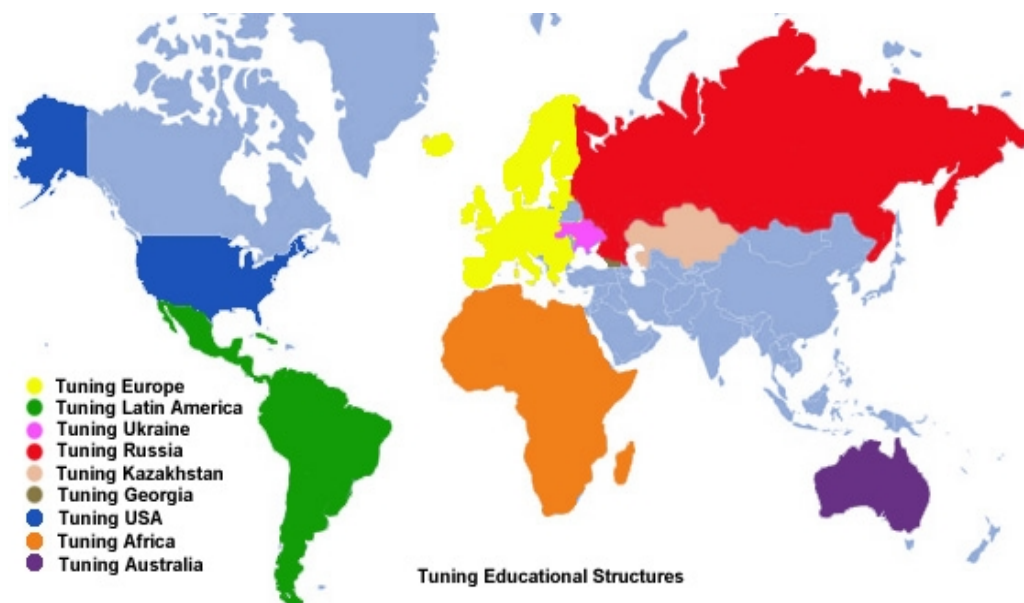 Tuning Europe
Tuning Latin America
Tuning Ukraine
Tuning Russia
Tuning Kazakhstan
Tuning Georgia
Tuning USA
Tuning Africa
Tuning Australia
Tuning Educational Structures